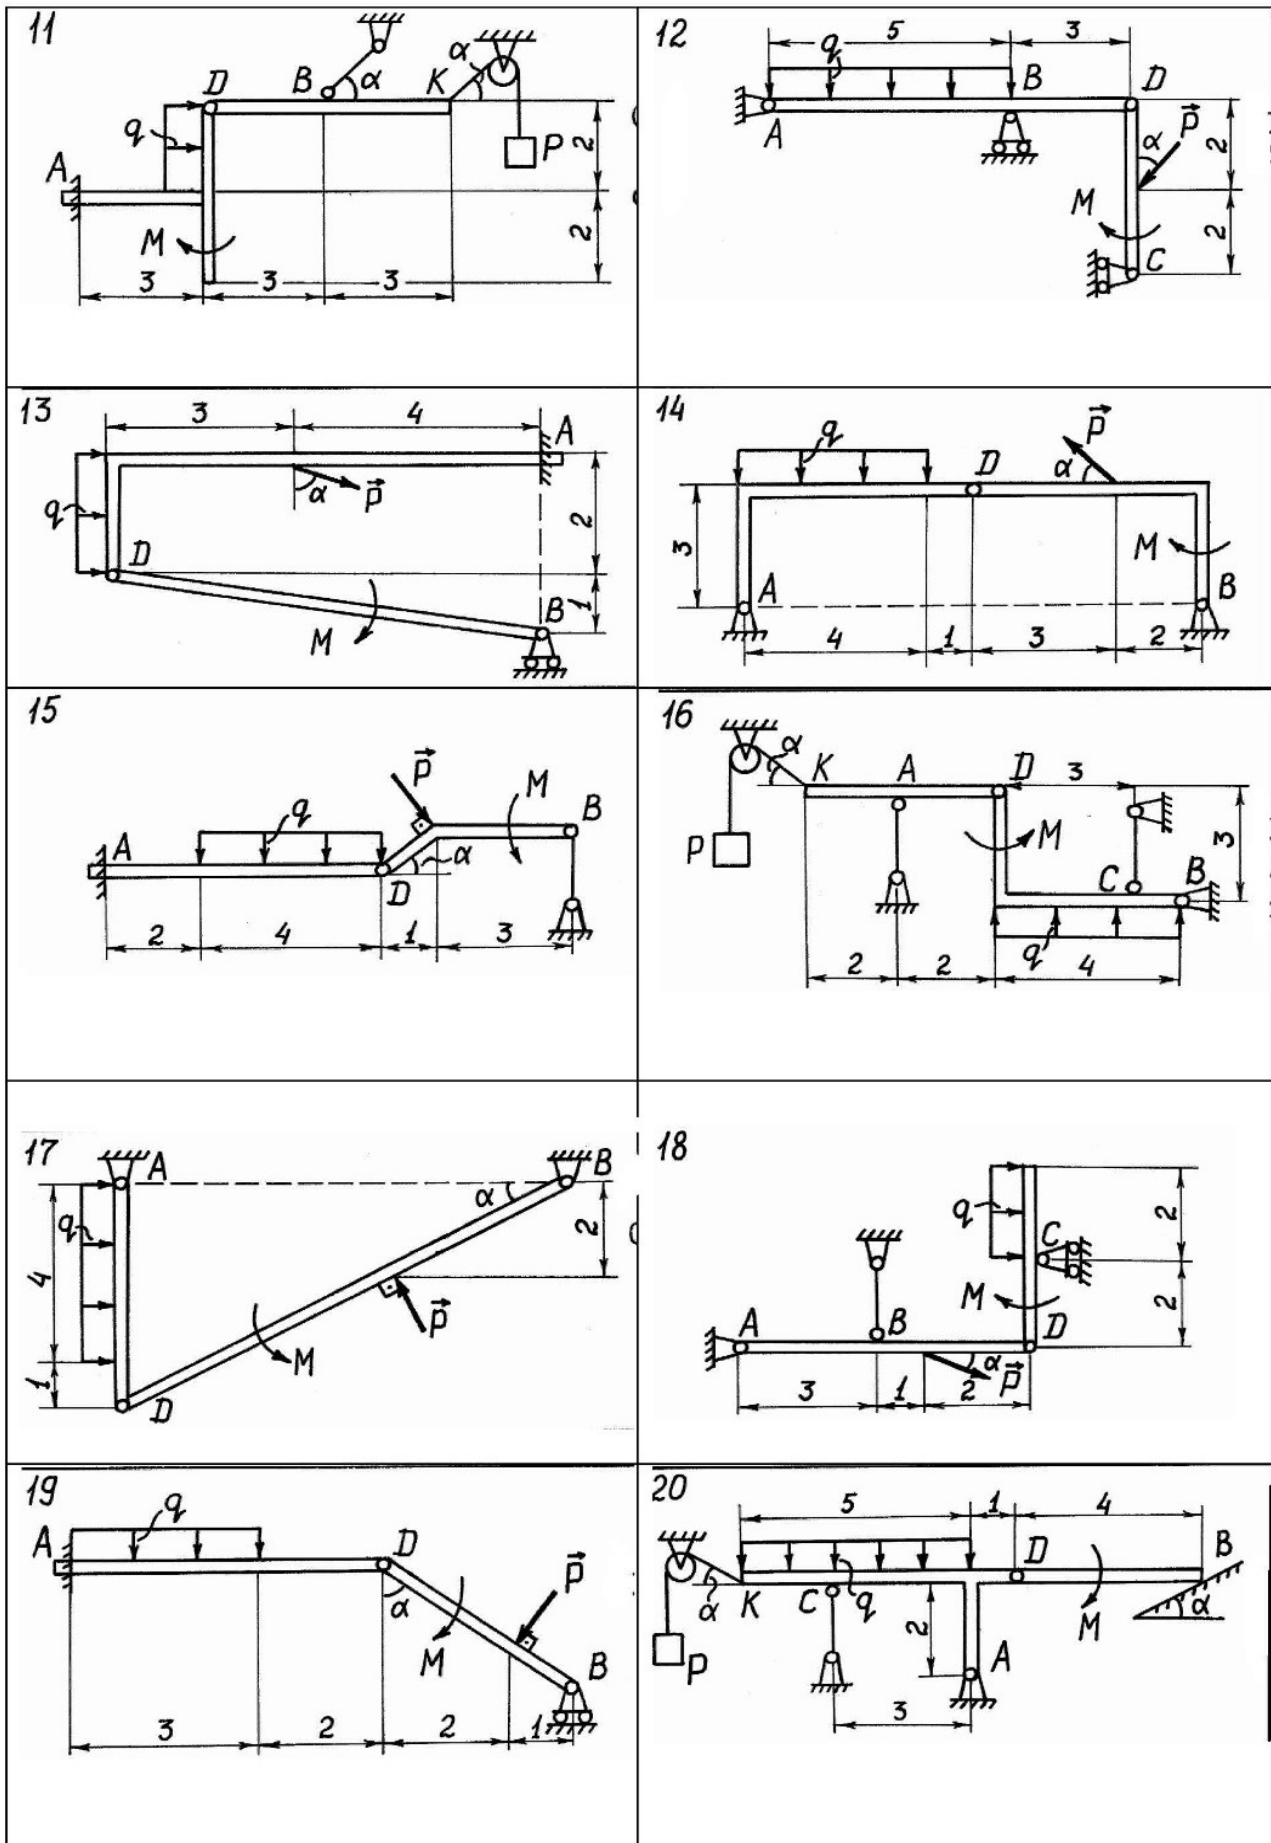 11
D B α α K
q
A
P
2
2
M
3 3 3
12
5 3
q
B D
A
P
α
M
2
2
C
13
3 4
A
q
α P
2
D
1
M
B
14
q
D
P
α
3
M
A B
4 1 3 2
15
P
M
B
q
A
α
D
2 4 1 3
16
α
K A D 3
P
M
3
C B
q
2 2 4
17
A B
α
q
2
4
P
M
1
D
18
q
2
C
2
M
A B D
α
P
3 1 2
19
q
A D
α
P
M
B
3 2 2 1
20
5 1 4
D B
α K C q
M α
2
P A
3